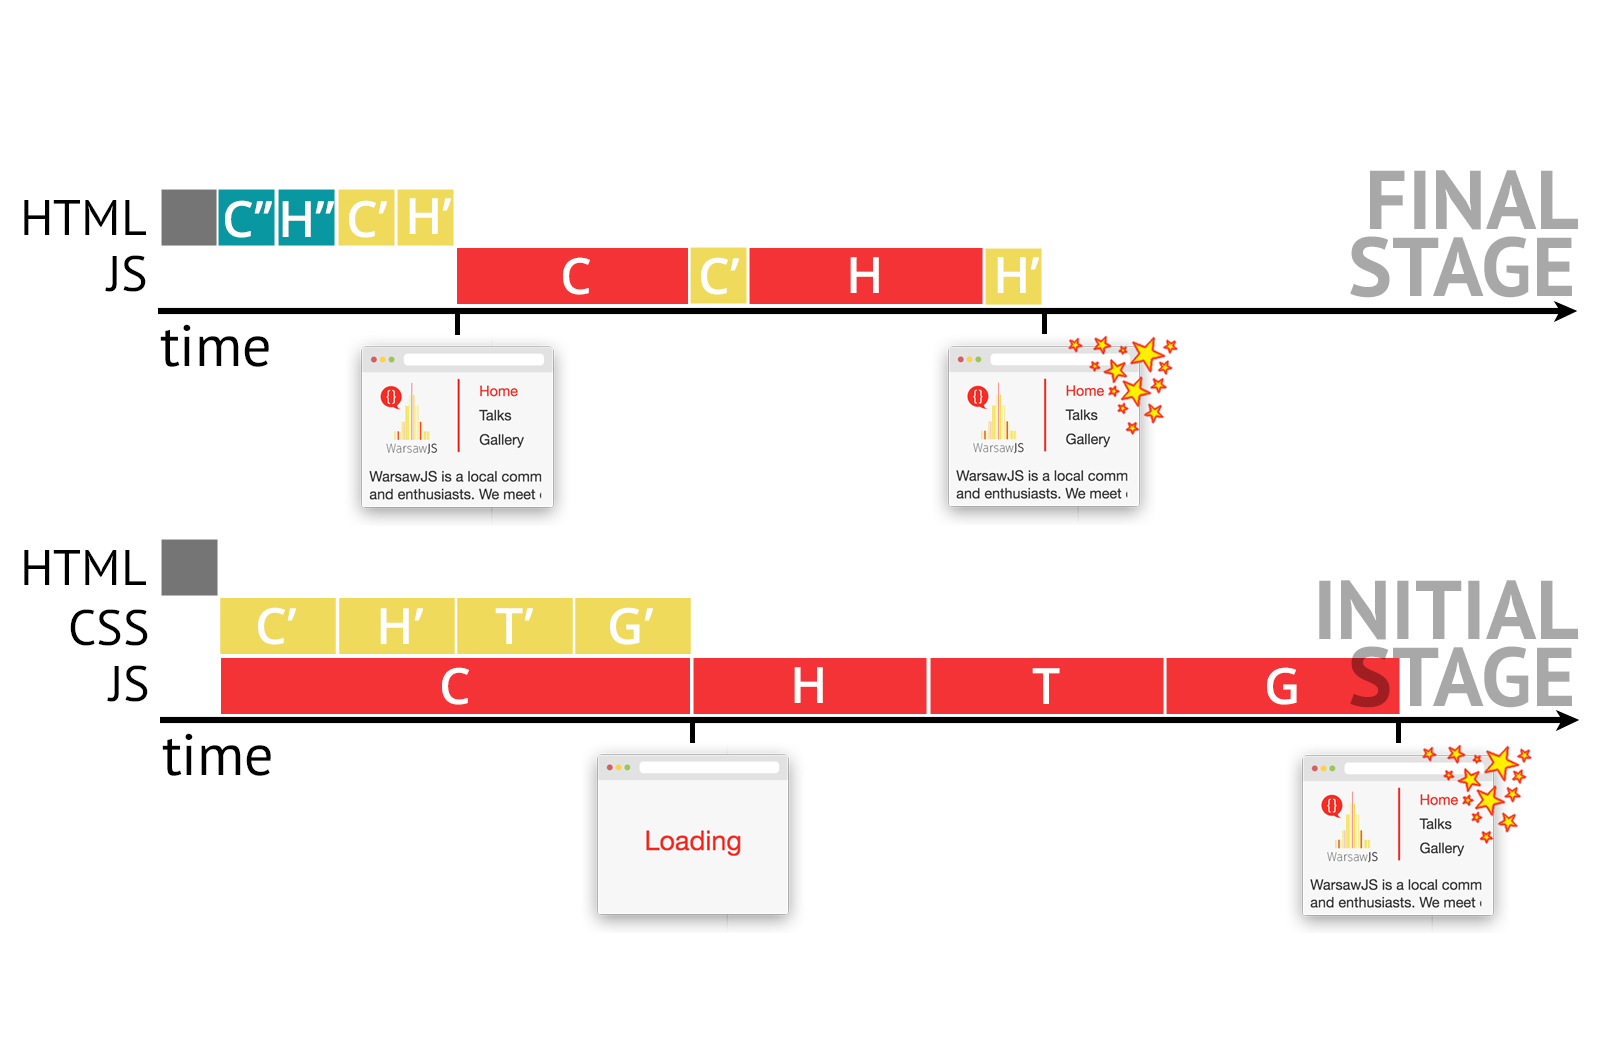 FINAL
STAGE
HTML
C” H” C’ H’
JS
C C’ H H’
time
{}
WarsawJS
Home
Talks
Gallery
WarsawJS is a local comm
and enthusiasts. We meet
{}
WarsawJS
Home
Talks
Gallery
WarsawJS is a local comm
and enthusiasts. We meet
INITIAL
STAGE
HTML
CSS
C’ H’ T’ G’
JS
C H T G
time
Loading
{}
WarsawJS
Home
Talks
Gallery
WarsawJS is a local comm
and enthusiasts. We meet